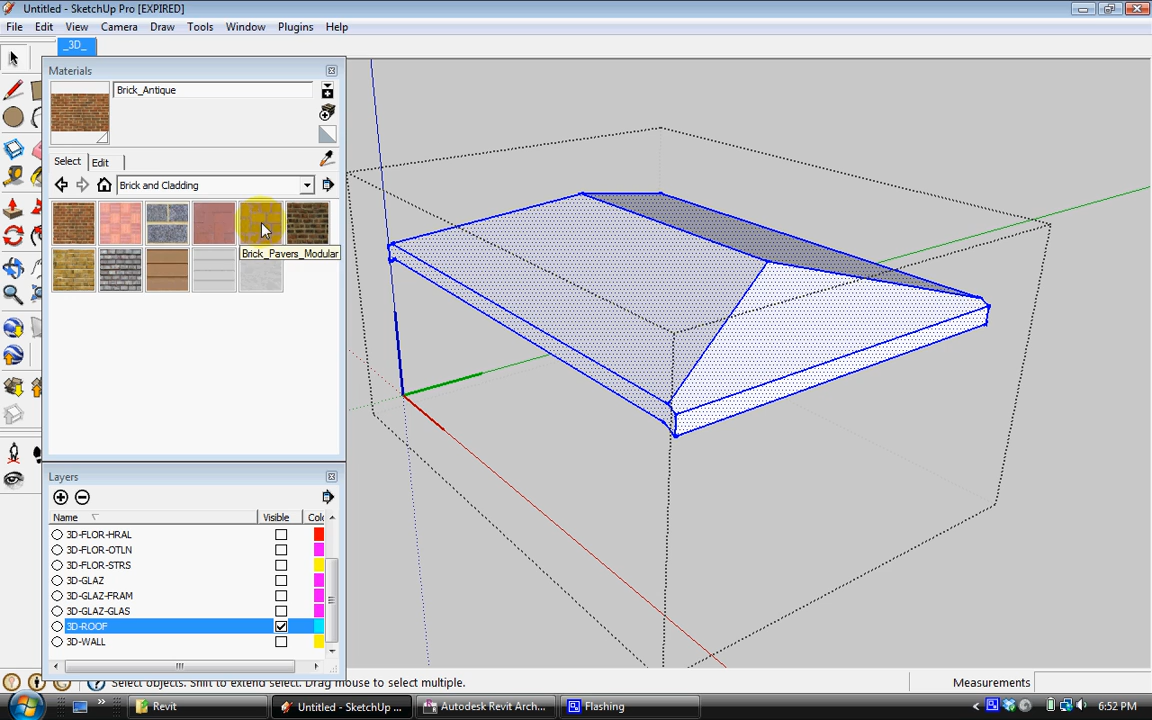 Untitled - SketchUp Pro [EXPIRED]
File Edit View Camera Draw Tools Window Plugins Help
_3D_
Materials
Brick_Antique
Select Edit
Brick and Cladding
Brick_Pavers_Modular
Layers
Name Visible Colo
3D-FLOR-HRAL
3D-FLOR-OTLN
3D-FLOR-STRS
3D-GLAZ
3D-GLAZ-FRAM
3D-GLAZ-GLAS
3D-ROOF
3D-WALL
Select objects. Shift to extend select. Drag mouse to select multiple.
Measurements
Revit
Untitled - SketchUp ...
Autodesk Revit Arch...
Flashing
6:52 PM